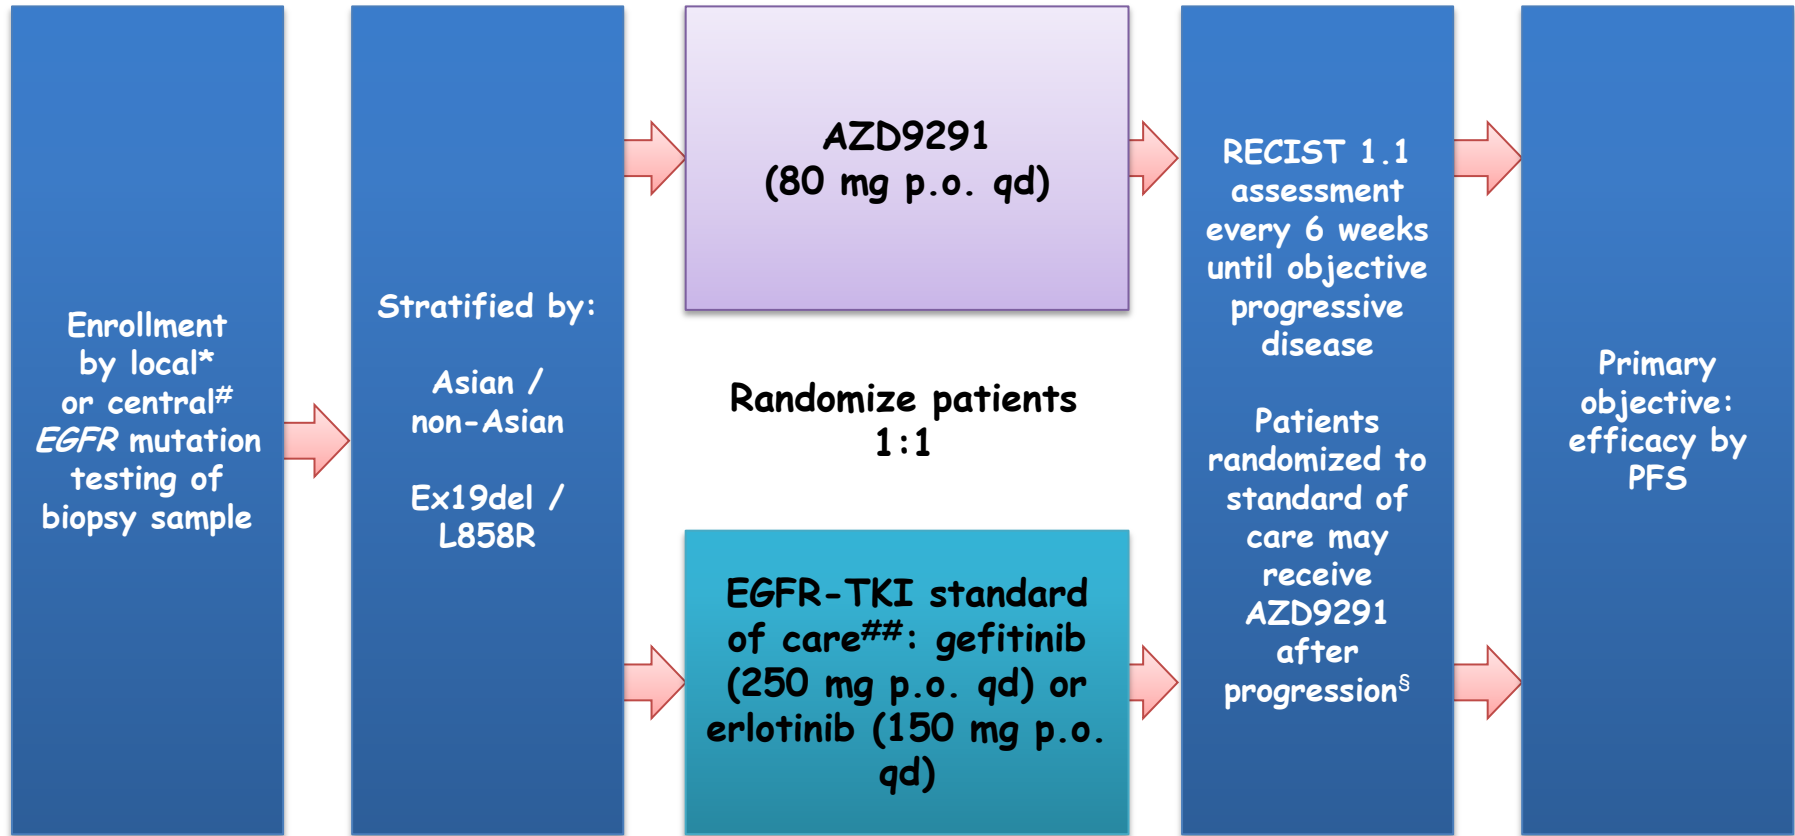 Enrollment
by local*
or central#
EGFR mutation
testing of
biopsy sample
Stratified by:
Asian /
non-Asian
Ex19del /
L858R
AZD9291
(80 mg p.o. qd)
Randomize patients
1:1
EGFR-TKI standard
of care##: gefitinib
(250 mg p.o. qd) or
erlotinib (150 mg p.o.
qd)
RECIST 1.1
assessment
every 6 weeks
until objective
progressive
disease
Patients
randomized to
standard of
care may
receive
AZD9291
after
progression§
Primary
objective:
efficacy by
PFS